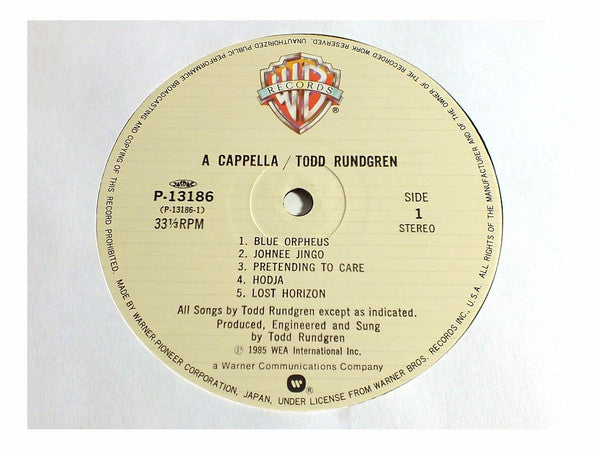 WB
RECORDS
®
A CAPPELLA / TODD RUNDGREN
P-13186
(P-13186-1)
33⅓RPM
SIDE
1
STEREO
1. BLUE ORPHEUS
2. JOHNEE JINGO
3. PRETENDING TO CARE
4. HODJA
5. LOST HORIZON
All Songs by Todd Rundgren except as indicated.
Produced, Engineered and Sung
by Todd Rundgren
℗ 1985 WEA International Inc.
a Warner Communications Company
®
MADE BY WARNER-PIONEER CORPORATION, JAPAN, UNDER LICENSE FROM WARNER BROS. RECORDS INC., U.S.A. ALL RIGHTS OF THE MANUFACTURER AND OF THE OWNER OF THE RECORDED WORK RESERVED. UNAUTHORIZED PUBLIC PERFORMANCE BROADCASTING AND COPYING OF THIS RECORD PROHIBITED.